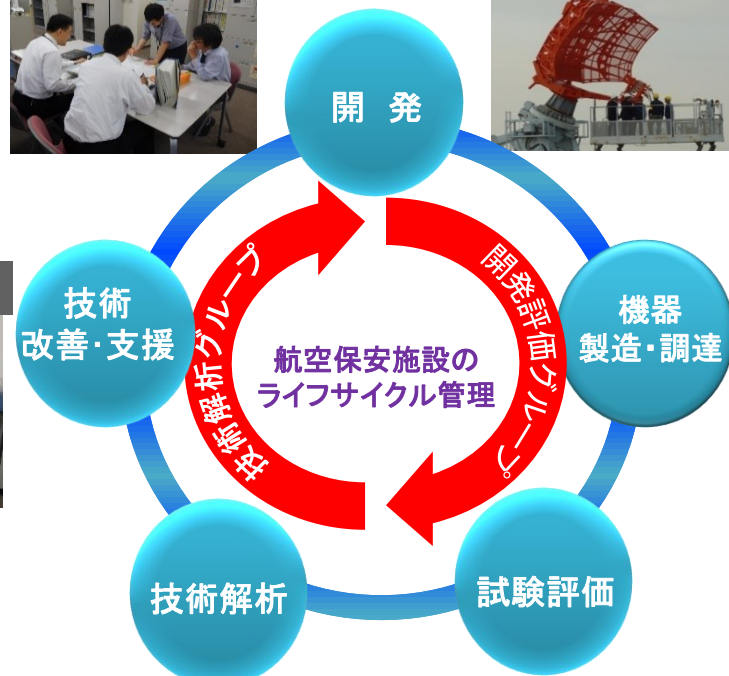 開 発
機器
製造・調達
試験評価
技術解析
技術
改善・支援
開発評価グループ
技術解析グループ
航空保安施設の
ライフサイクル管理